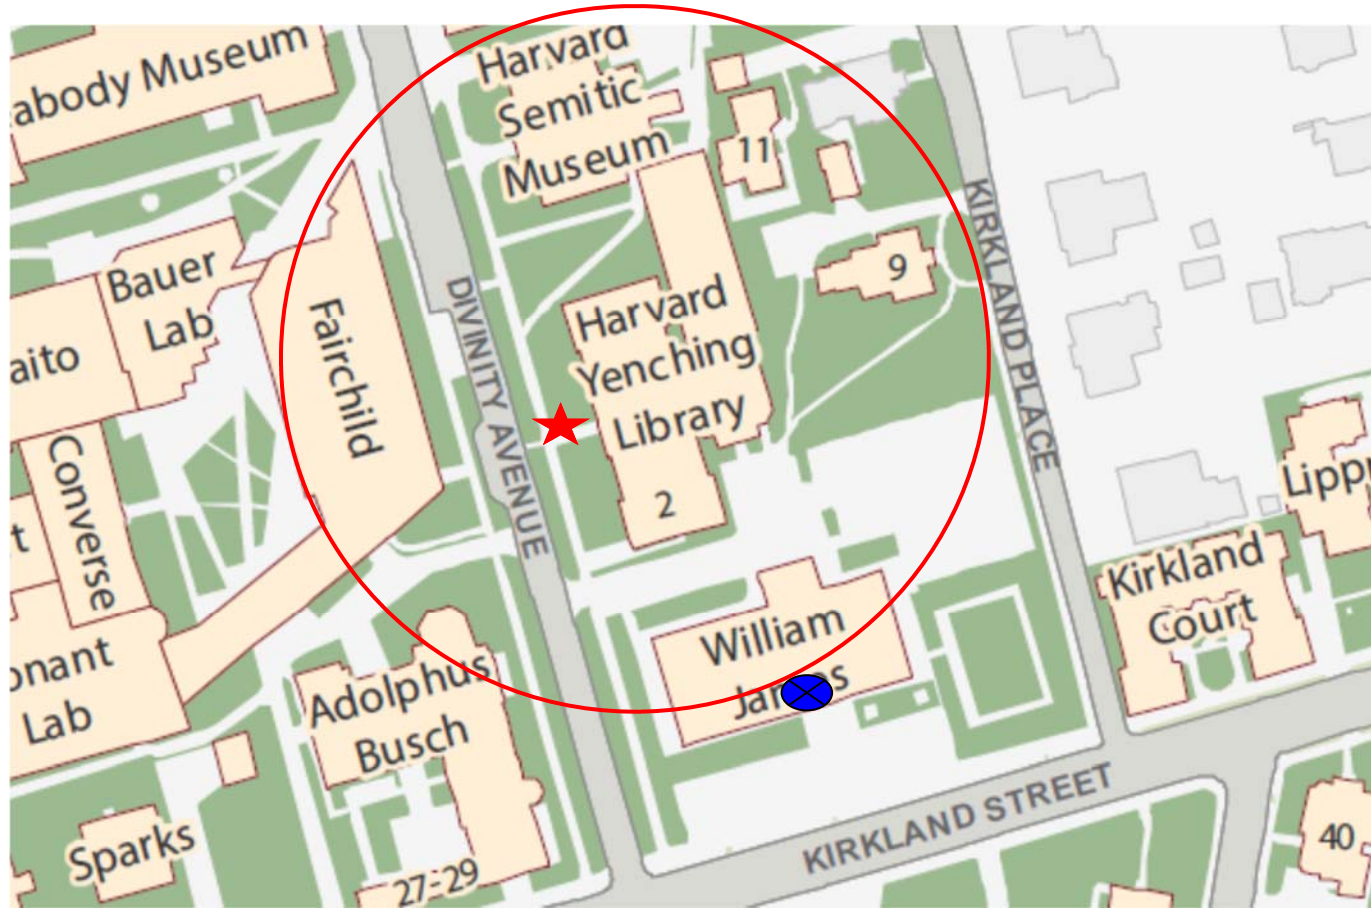 abody Museum
Harvard
Semitic
Museum
11
KIRKLAND PLACE
Bauer
Lab
9
DIVINITY AVENUE
Fairchild
Harvard
Yenching
Library
aito
2
Converse
Lipp
t
Kirkland
Court
William
onant
Lab
Adolphus
Busch
KIRKLAND STREET
Sparks
27-29
40